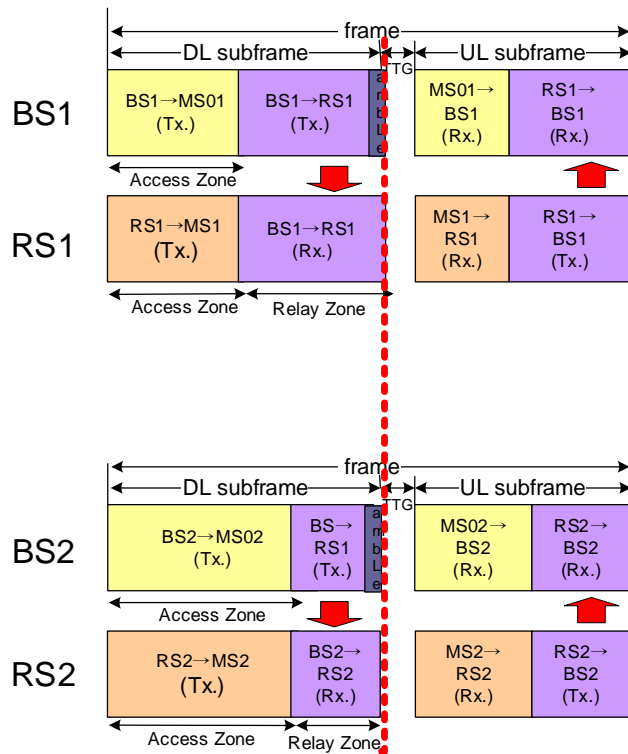 frame
DL subframe
TTG
UL subframe
BS1
BS1→MS01
(Tx.)
BS1→RS1
(Tx.)
a
m
b
L
e
MS01→
BS1
(Rx.)
RS1→
BS1
(Rx.)
Access Zone
RS1
RS1→MS1
(Tx.)
BS1→RS1
(Rx.)
MS1→
RS1
(Rx.)
RS1→
BS1
(Tx.)
Access Zone
Relay Zone
frame
DL subframe
TTG
UL subframe
BS2
BS2→MS02
(Tx.)
BS→
RS1
(Tx.)
a
m
b
L
e
MS02→
BS2
(Rx.)
RS2→
BS2
(Rx.)
Access Zone
RS2
RS2→MS2
(Tx.)
BS2→
RS2
(Rx.)
MS2→
RS2
(Rx.)
RS2→
BS2
(Tx.)
Access Zone
Relay Zone